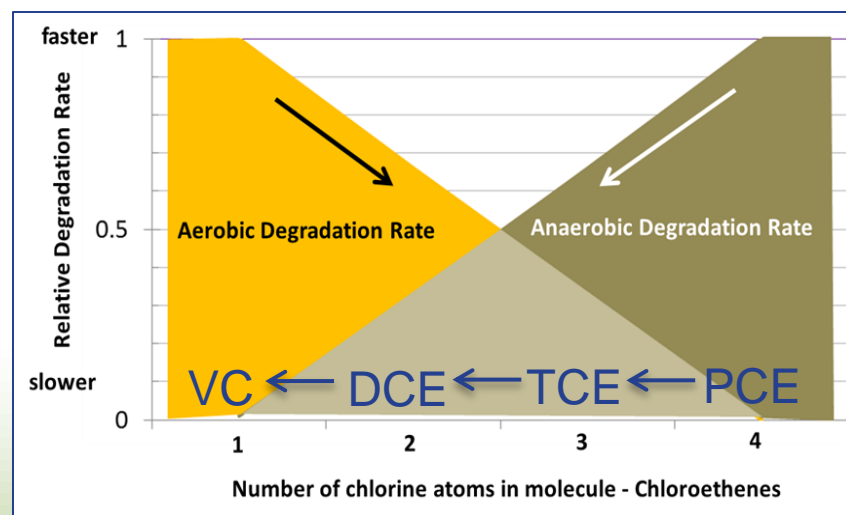 faster
1
Relative Degradation Rate
0.5
slower
0
Aerobic Degradation Rate
Anaerobic Degradation Rate
VC ← DCE ← TCE ← PCE
1 2 3 4
Number of chlorine atoms in molecule - Chloroethenes